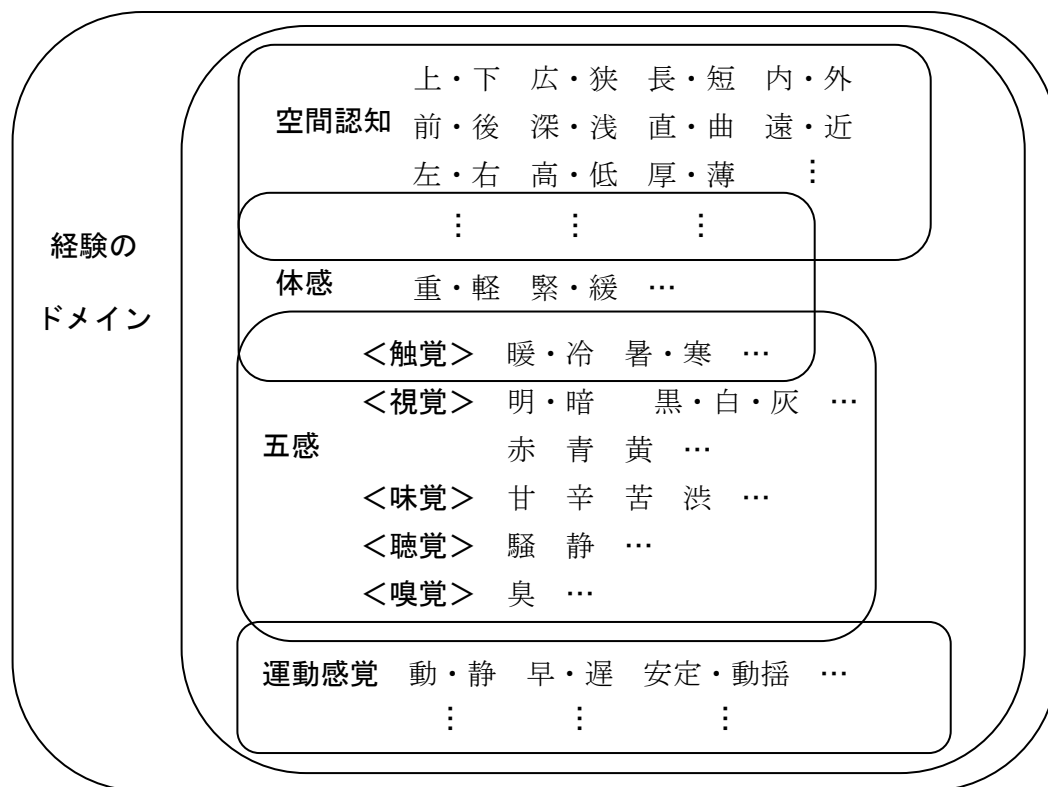 上・下 広・狭 長・短 内・外
空間認知 前・後 深・浅 直・曲 遠・近
左・右 高・低 厚・薄 ⋮
⋮ ⋮ ⋮
経験の
ドメイン
体感 重・軽 緊・緩 …
＜触覚＞ 暖・冷 暑・寒 …
＜視覚＞ 明・暗 黒・白・灰 …
五感 赤 青 黄 …
＜味覚＞ 甘 辛 苦 渋 …
＜聴覚＞ 騒 静 …
＜嗅覚＞ 臭 …
運動感覚 動・静 早・遅 安定・動揺 …
⋮ ⋮ ⋮